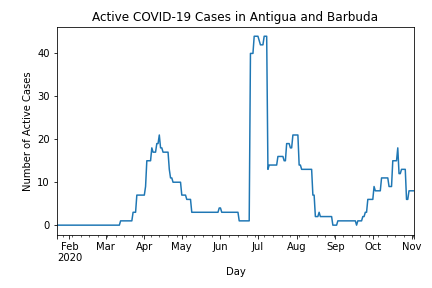 Active COVID-19 Cases in Antigua and Barbuda
Number of Active Cases
40
30
20
10
0
Feb Mar Apr May Jun Jul Aug Sep Oct Nov
2020
Day